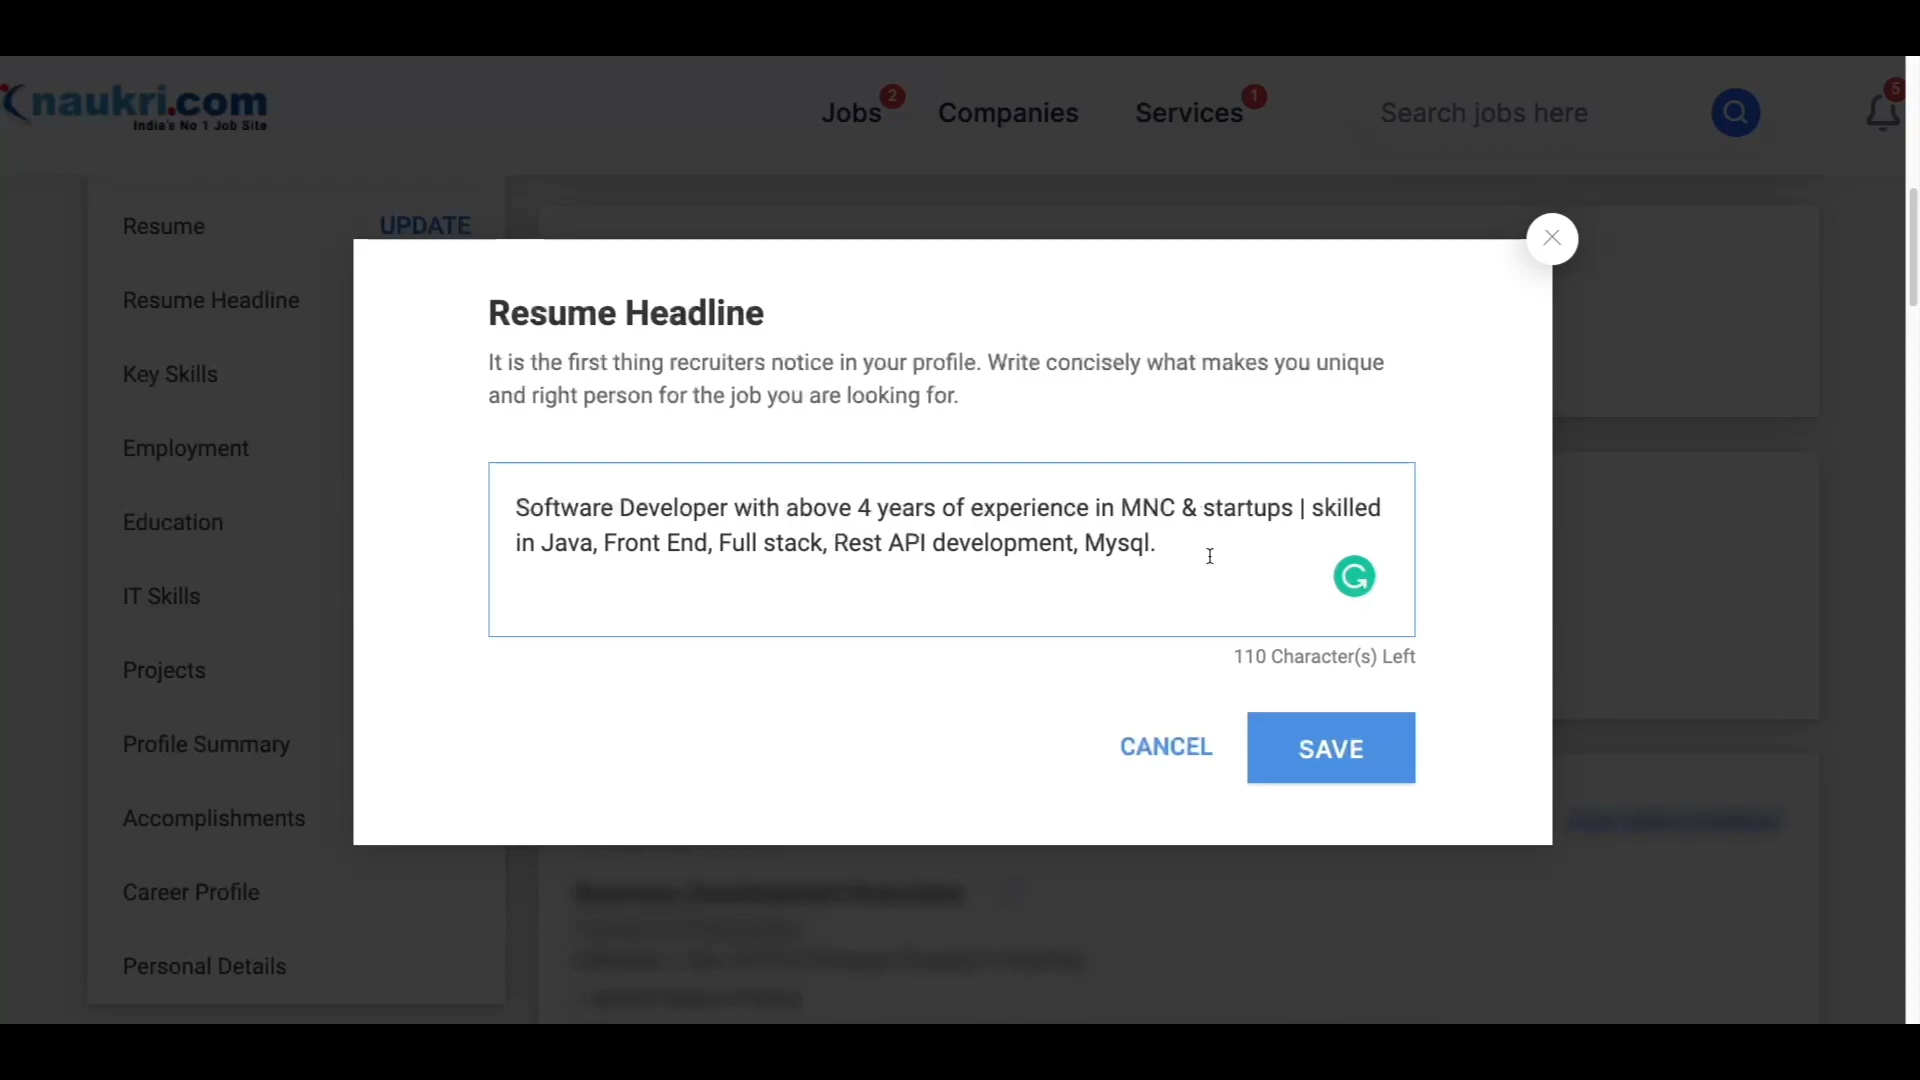 naukri.com
India's No 1 Job Site
Jobs 2 Companies Services 1 Search jobs here 5
Resume UPDATE
Resume Headline
Key Skills
Employment
Education
IT Skills
Projects
Profile Summary
Accomplishments
Career Profile
Personal Details
Resume Headline
It is the first thing recruiters notice in your profile. Write concisely what makes you unique
and right person for the job you are looking for.
Software Developer with above 4 years of experience in MNC & startups | skilled
in Java, Front End, Full stack, Rest API development, Mysql.
110 Character(s) Left
CANCEL SAVE